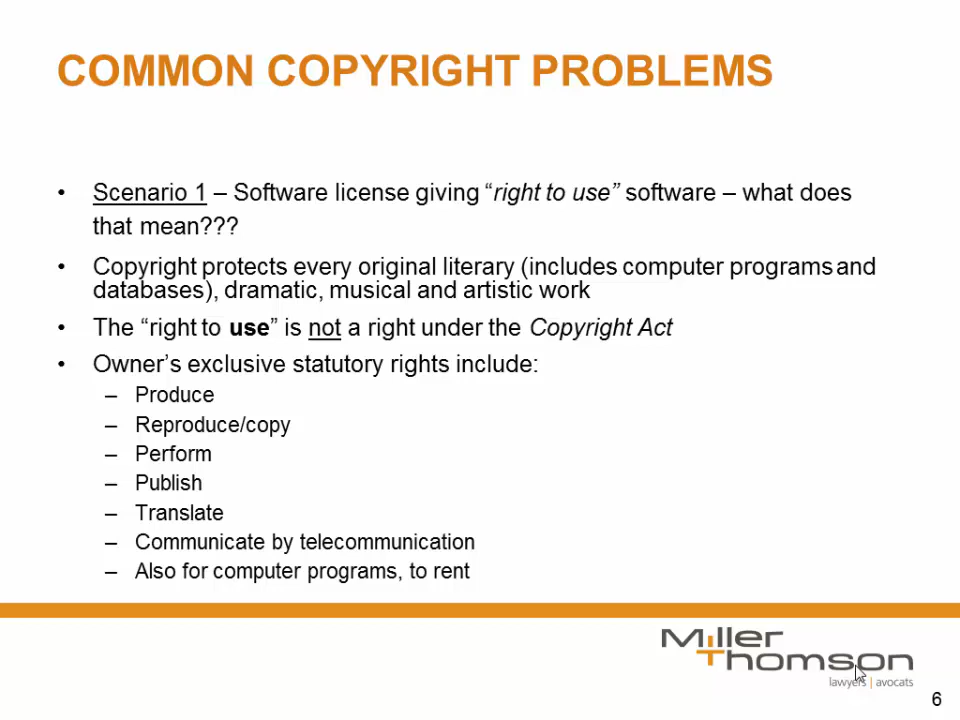 COMMON COPYRIGHT PROBLEMS
• Scenario 1 – Software license giving “right to use” software – what does
that mean???
• Copyright protects every original literary (includes computer programs and
databases), dramatic, musical and artistic work
• The “right to use” is not a right under the Copyright Act
• Owner’s exclusive statutory rights include:
– Produce
– Reproduce/copy
– Perform
– Publish
– Translate
– Communicate by telecommunication
– Also for computer programs, to rent
Miller
Thomson
lawyers | avocats
6